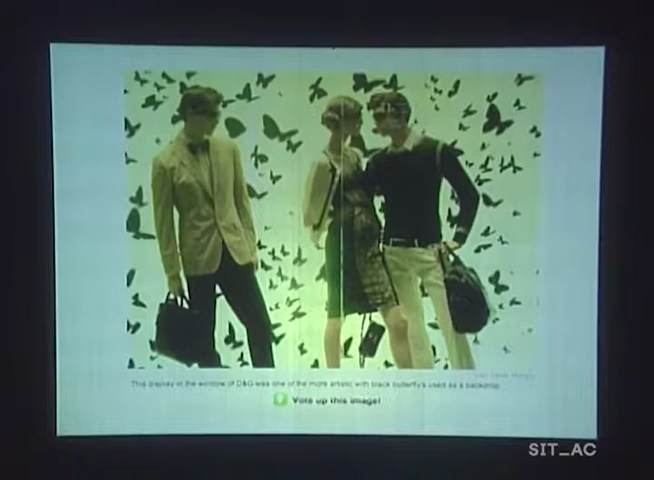 This display in the window of D&G was one of the more artistic with black butterfly's used as a backdrop.
Vote up this image!
SIT_AC